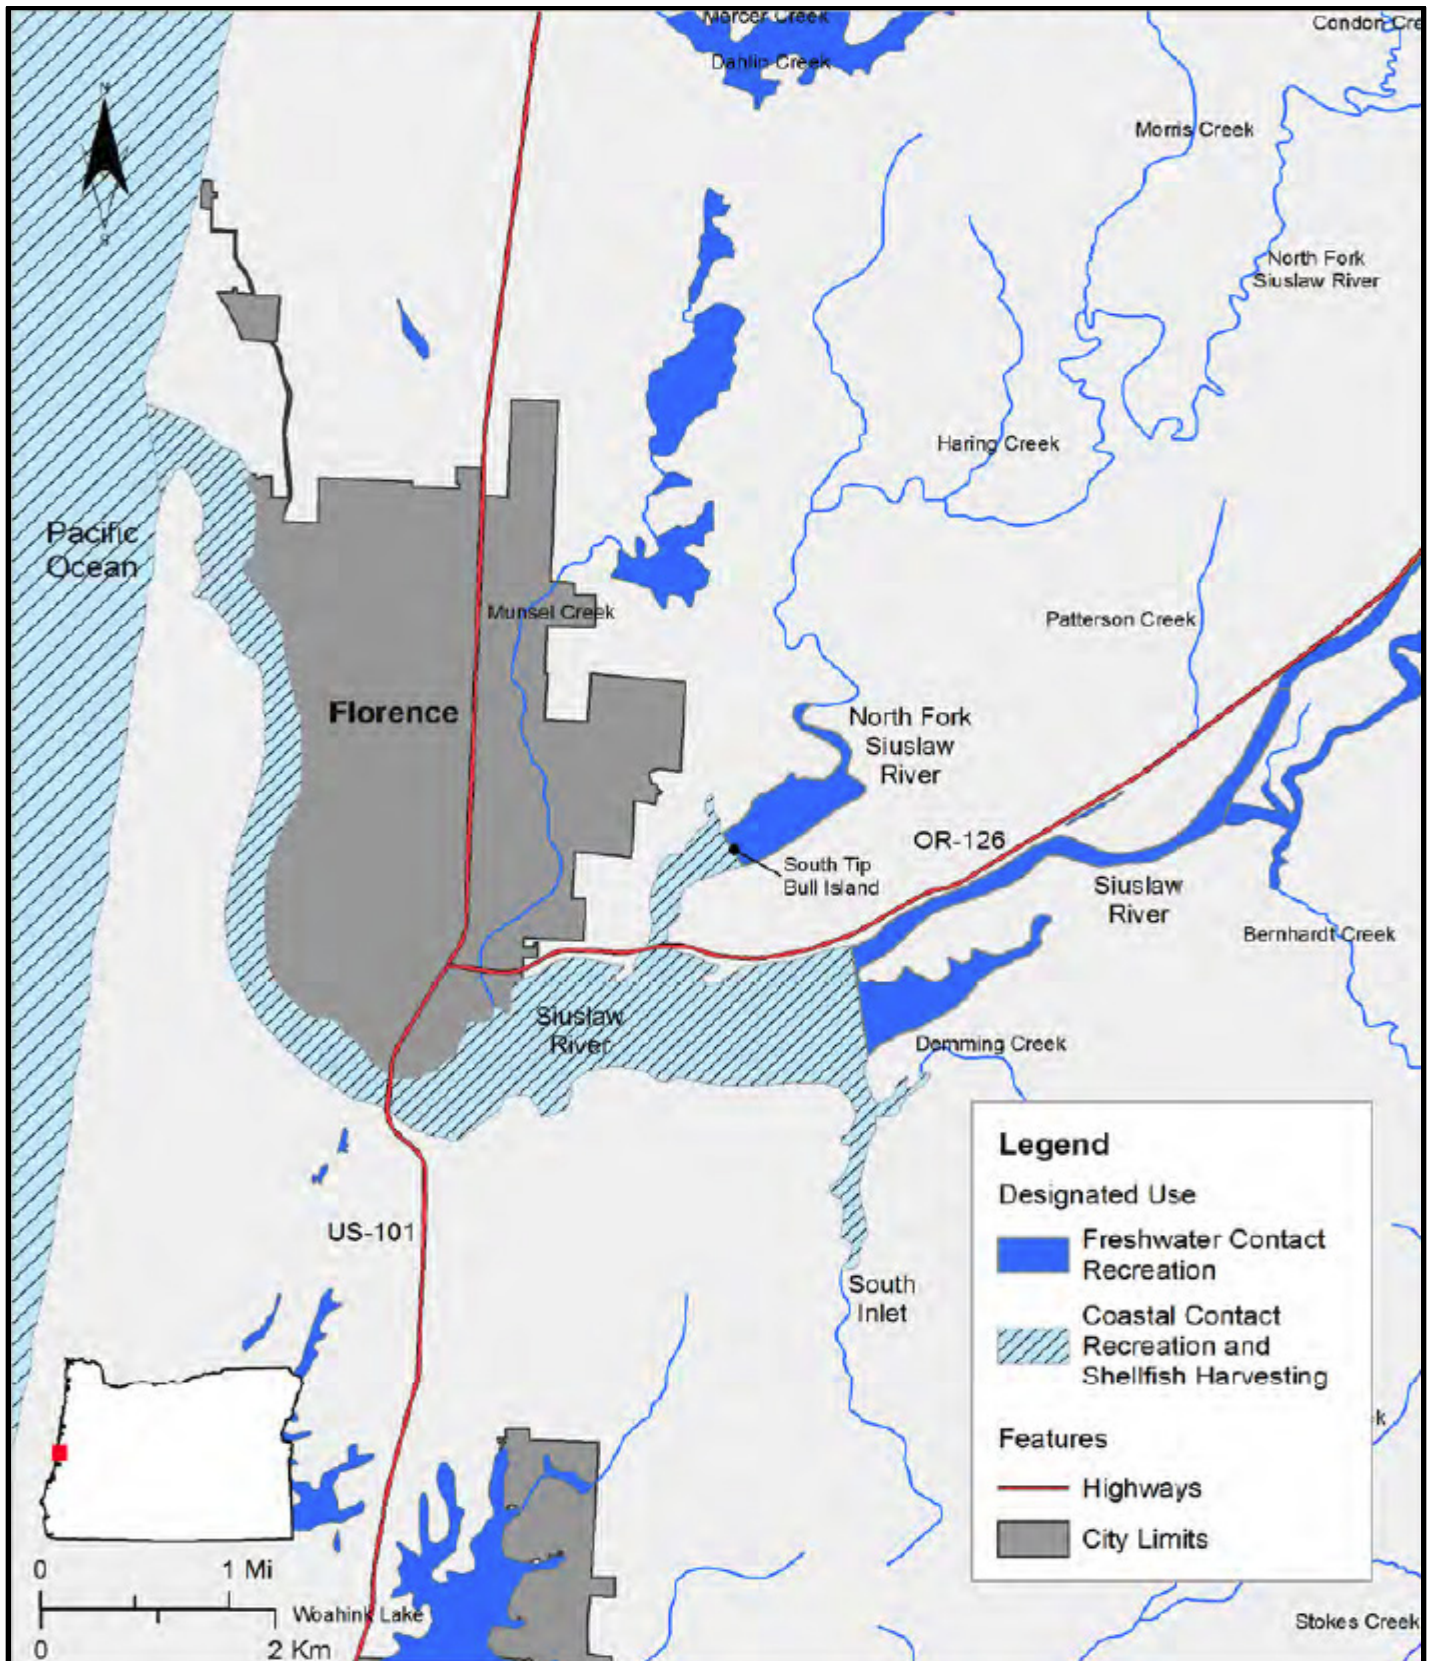 Mercer Creek
Condon Cre
Dahlin Creek
N
Morris Creek
S
North Fork
Siuslaw River
Haring Creek
Pacific
Ocean
Munsel Creek
Patterson Creek
Florence
North Fork
Siuslaw
River
OR-126
South Tip
Bull Island
Siuslaw
River
Bernhardt Creek
Siuslaw
River
Demming Creek
US-101
South
Inlet
Legend
Designated Use
Freshwater Contact
Recreation
Coastal Contact
Recreation and
Shellfish Harvesting
Features
Highways
City Limits
k
0 1 Mi
0 2 Km
Woahink Lake
Stokes Creek